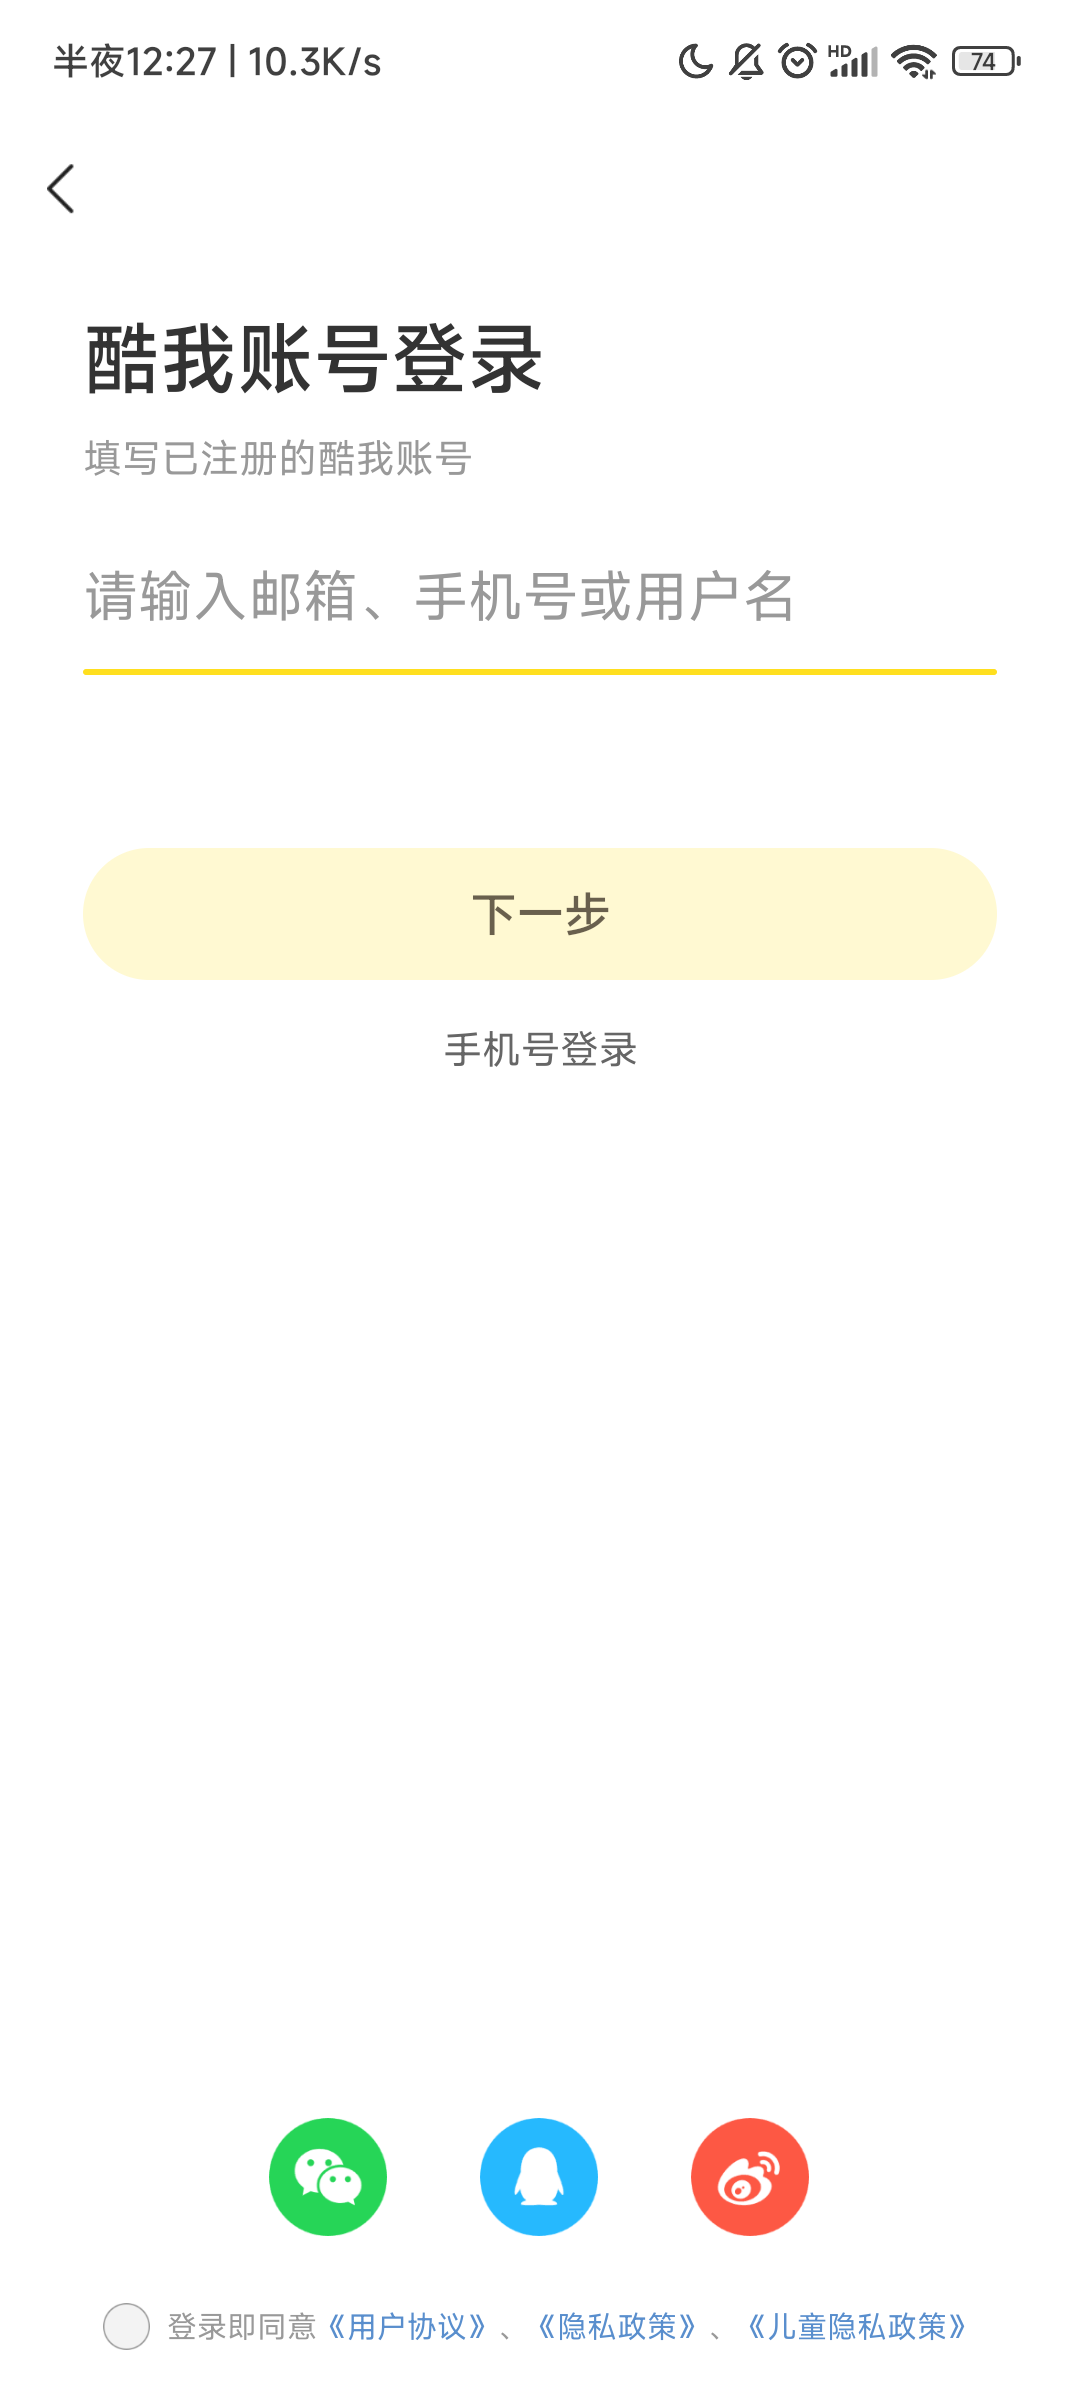 半夜12:27 | 10.3K/s HD 74
酷我账号登录
填写已注册的酷我账号
请输入邮箱、手机号或用户名
下一步
手机号登录
登录即同意《用户协议》、《隐私政策》、《儿童隐私政策》